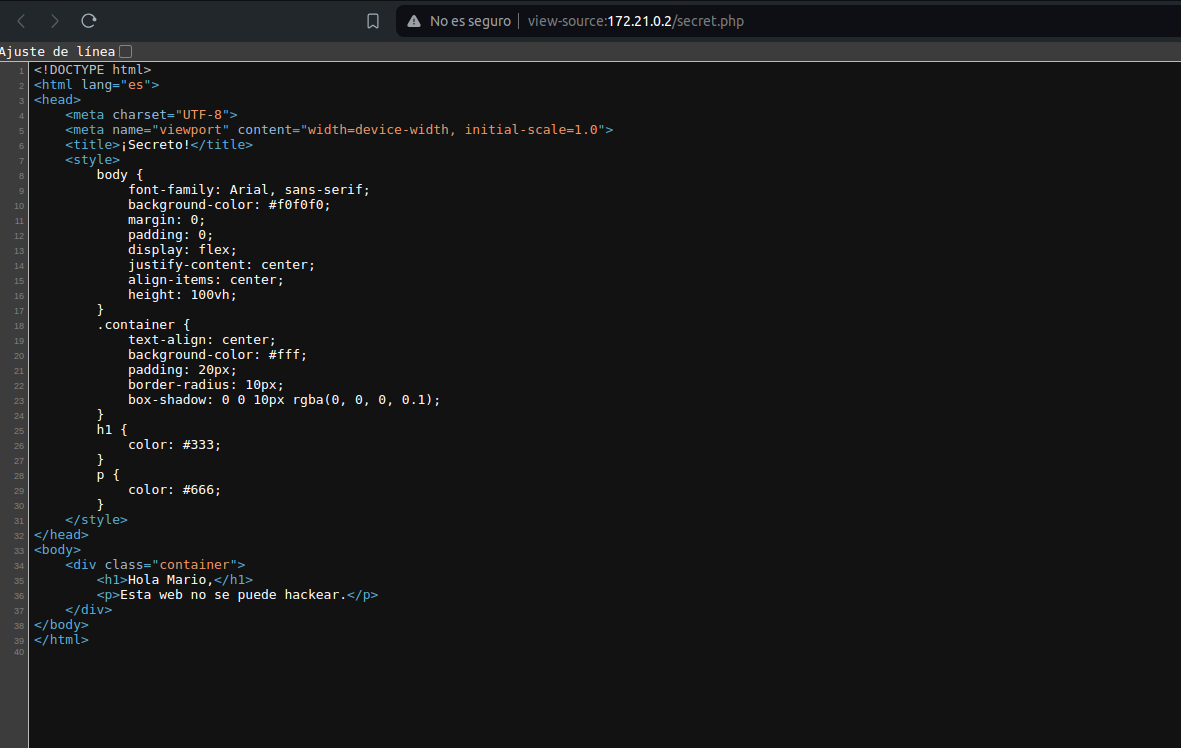 No es seguro | view-source:172.21.0.2/secret.php
Ajuste de línea
1 <!DOCTYPE html>
2 <html lang="es">
3 <head>
4     <meta charset="UTF-8">
5     <meta name="viewport" content="width=device-width, initial-scale=1.0">
6     <title>¡Secreto!</title>
7     <style>
8         body {
9             font-family: Arial, sans-serif;
10             background-color: #f0f0f0;
11             margin: 0;
12             padding: 0;
13             display: flex;
14             justify-content: center;
15             align-items: center;
16             height: 100vh;
17         }
18         .container {
19             text-align: center;
20             background-color: #fff;
21             padding: 20px;
22             border-radius: 10px;
23             box-shadow: 0 0 10px rgba(0, 0, 0, 0.1);
24         }
25         h1 {
26             color: #333;
27         }
28         p {
29             color: #666;
30         }
31     </style>
32 </head>
33 <body>
34     <div class="container">
35         <h1>Hola Mario,</h1>
36         <p>Esta web no se puede hackear.</p>
37     </div>
38 </body>
39 </html>
40